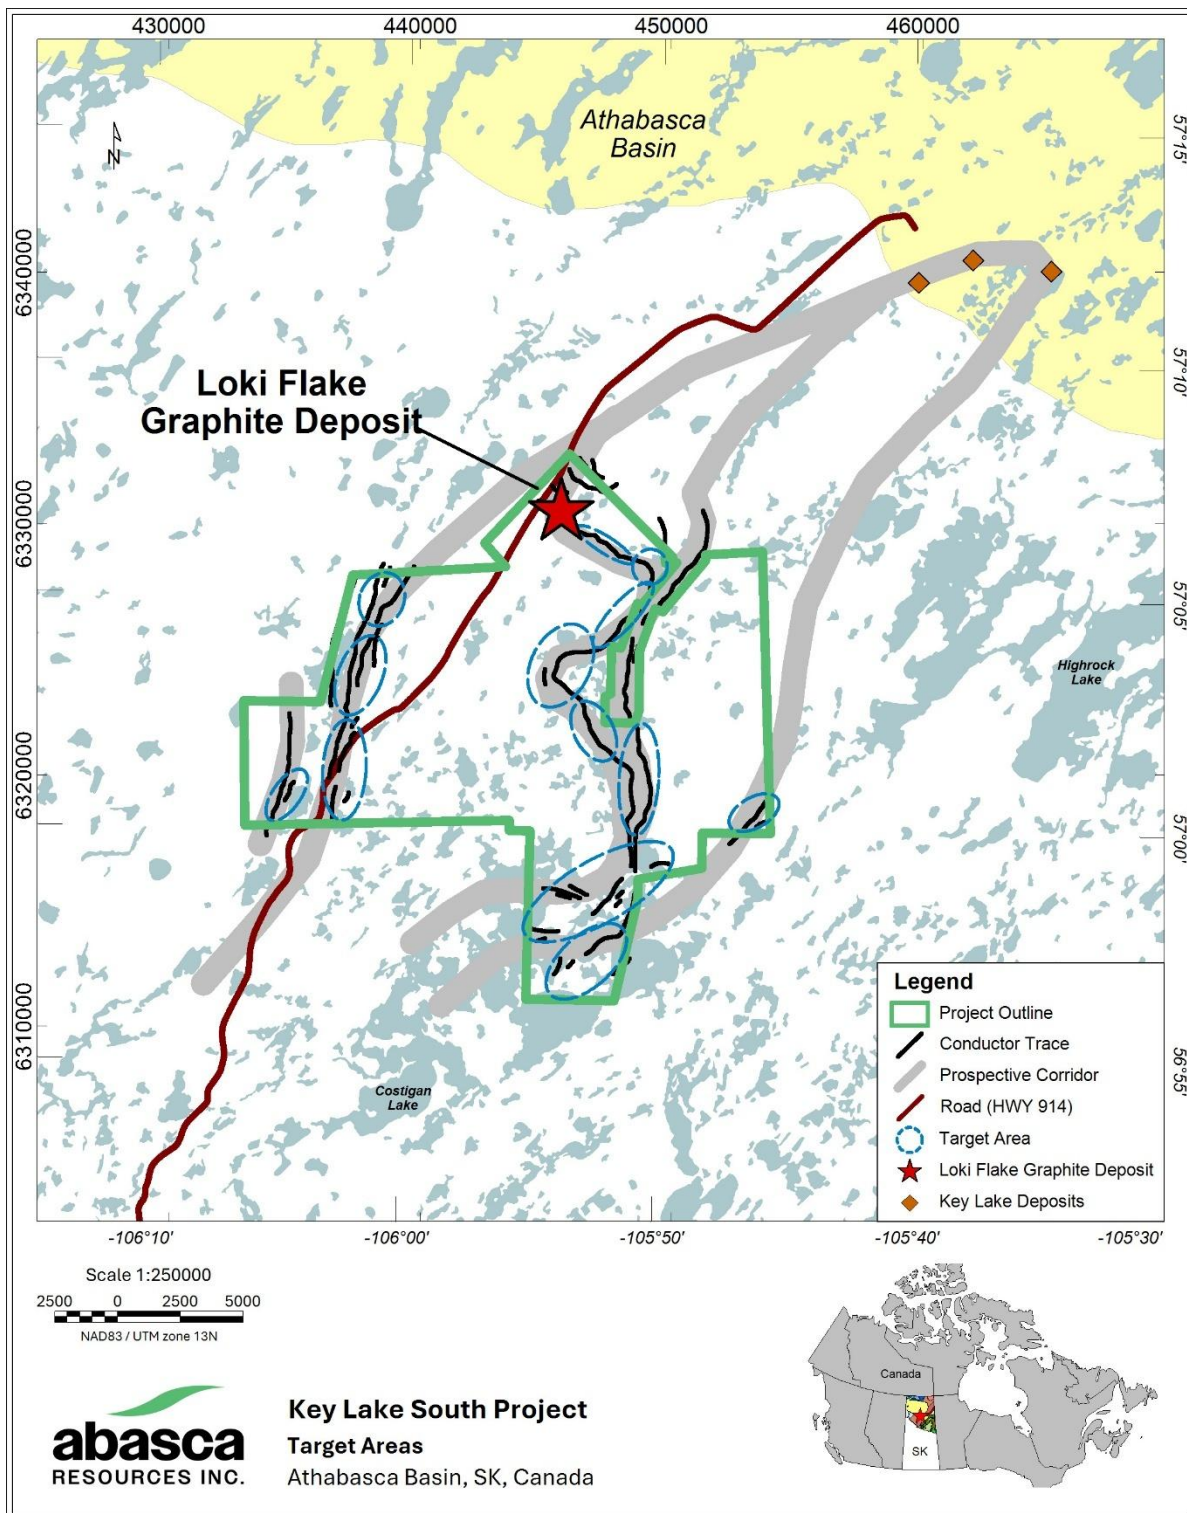 430000
440000
450000
460000
Athabasca
Basin
N
57°15'
6340000
57°10'
Loki Flake
Graphite Deposit
6330000
57°05'
Highrock
Lake
6320000
57°00'
Legend
Project Outline
Conductor Trace
Prospective Corridor
Road (HWY 914)
Target Area
Loki Flake Graphite Deposit
Key Lake Deposits
6310000
56°55'
Costigan
Lake
-106°10'
-106°00'
-105°50'
-105°40'
-105°30'
Scale 1:250000
2500 0 2500 5000
NAD83 / UTM zone 13N
Canada
SK
abasca
RESOURCES INC.
Key Lake South Project
Target Areas
Athabasca Basin, SK, Canada